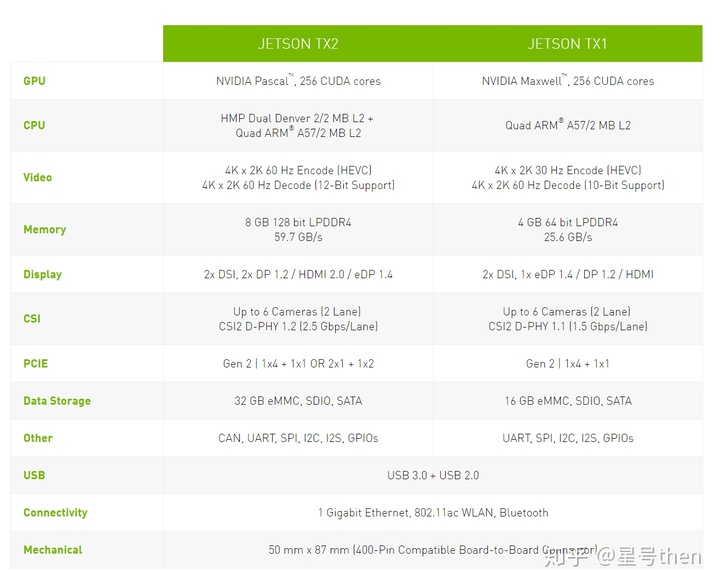 JETSON TX2 JETSON TX1
GPU NVIDIA Pascal™, 256 CUDA cores NVIDIA Maxwell™, 256 CUDA cores
CPU HMP Dual Denver 2/2 MB L2 +
Quad ARM® A57/2 MB L2 Quad ARM® A57/2 MB L2
Video 4K x 2K 60 Hz Encode (HEVC) 4K x 2K 30 Hz Encode (HEVC)
4K x 2K 60 Hz Decode (12-Bit Support) 4K x 2K 60 Hz Decode (10-Bit Support)
Memory 8 GB 128 bit LPDDR4 4 GB 64 bit LPDDR4
59.7 GB/s 25.6 GB/s
Display 2x DSI, 2x DP 1.2 / HDMI 2.0 / eDP 1.4 2x DSI, 1x eDP 1.4 / DP 1.2 / HDMI
CSI Up to 6 Cameras (2 Lane) Up to 6 Cameras (2 Lane)
CSI2 D-PHY 1.2 (2.5 Gbps/Lane) CSI2 D-PHY 1.1 (1.5 Gbps/Lane)
PCIE Gen 2 | 1x4 + 1x1 OR 2x1 + 1x2 Gen 2 | 1x4 + 1x1
Data Storage 32 GB eMMC, SDIO, SATA 16 GB eMMC, SDIO, SATA
Other CAN, UART, SPI, I2C, I2S, GPIOs UART, SPI, I2C, I2S, GPIOs
USB USB 3.0 + USB 2.0
Connectivity 1 Gigabit Ethernet, 802.11ac WLAN, Bluetooth
Mechanical 50 mm x 87 mm (400-Pin Compatible Board-to-Board Connector)
知乎 @星号then